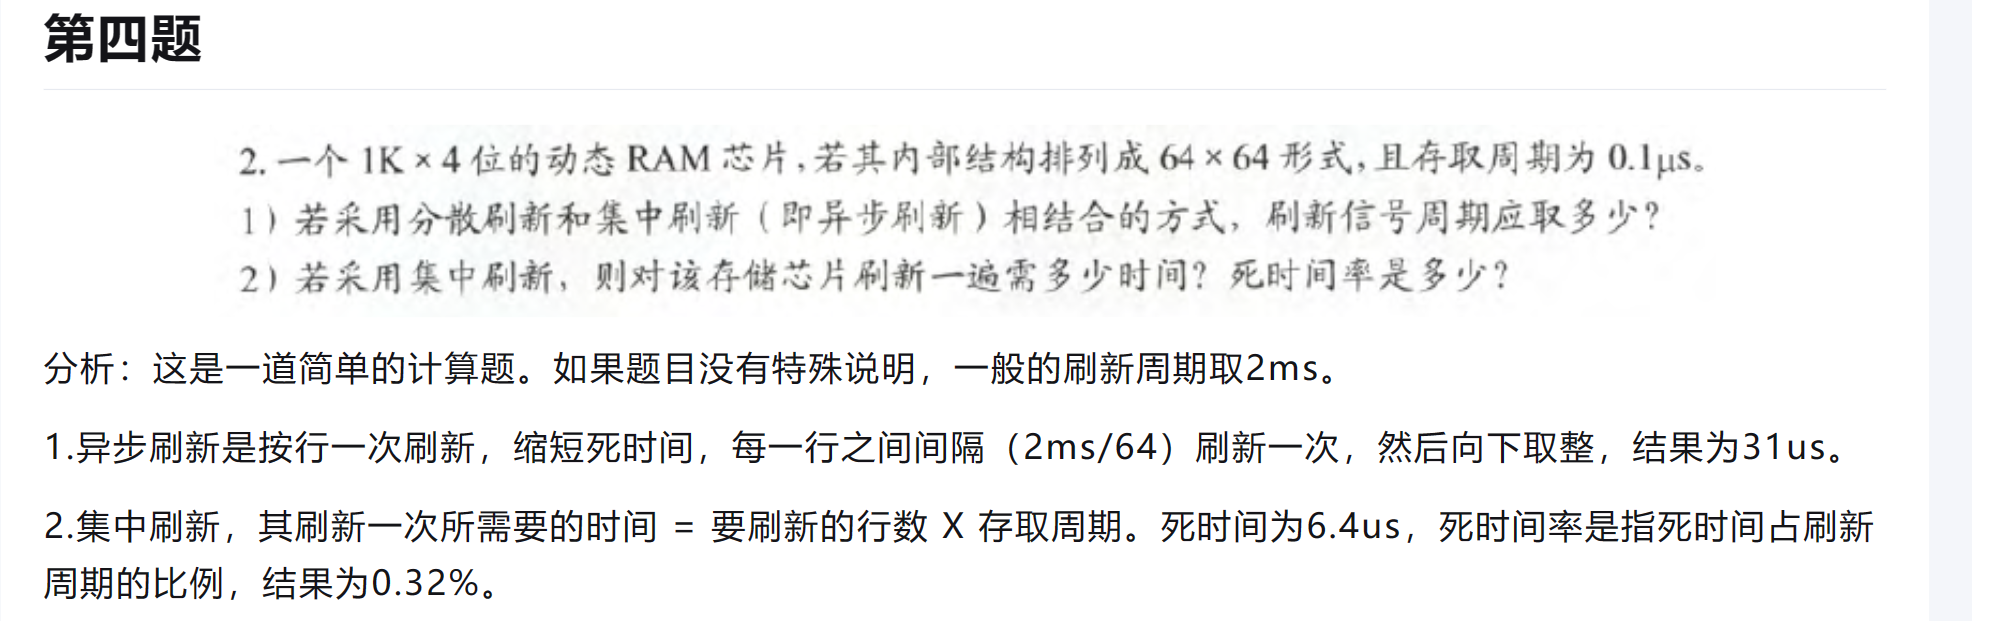 第四题
2. 一个 1K × 4 位的动态 RAM 芯片,若其内部结构排列成 64 × 64 形式,且存取周期为 0.1μs。
1）若采用分散刷新和集中刷新（即异步刷新）相结合的方式，刷新信号周期应取多少？
2）若采用集中刷新，则对该存储芯片刷新一遍需多少时间？死时间率是多少？
分析：这是一道简单的计算题。如果题目没有特殊说明，一般的刷新周期取2ms。
1.异步刷新是按行一次刷新，缩短死时间，每一行之间间隔（2ms/64）刷新一次，然后向下取整，结果为31us。
2.集中刷新，其刷新一次所需要的时间 = 要刷新的行数 X 存取周期。死时间为6.4us，死时间率是指死时间占刷新
周期的比例，结果为0.32%。